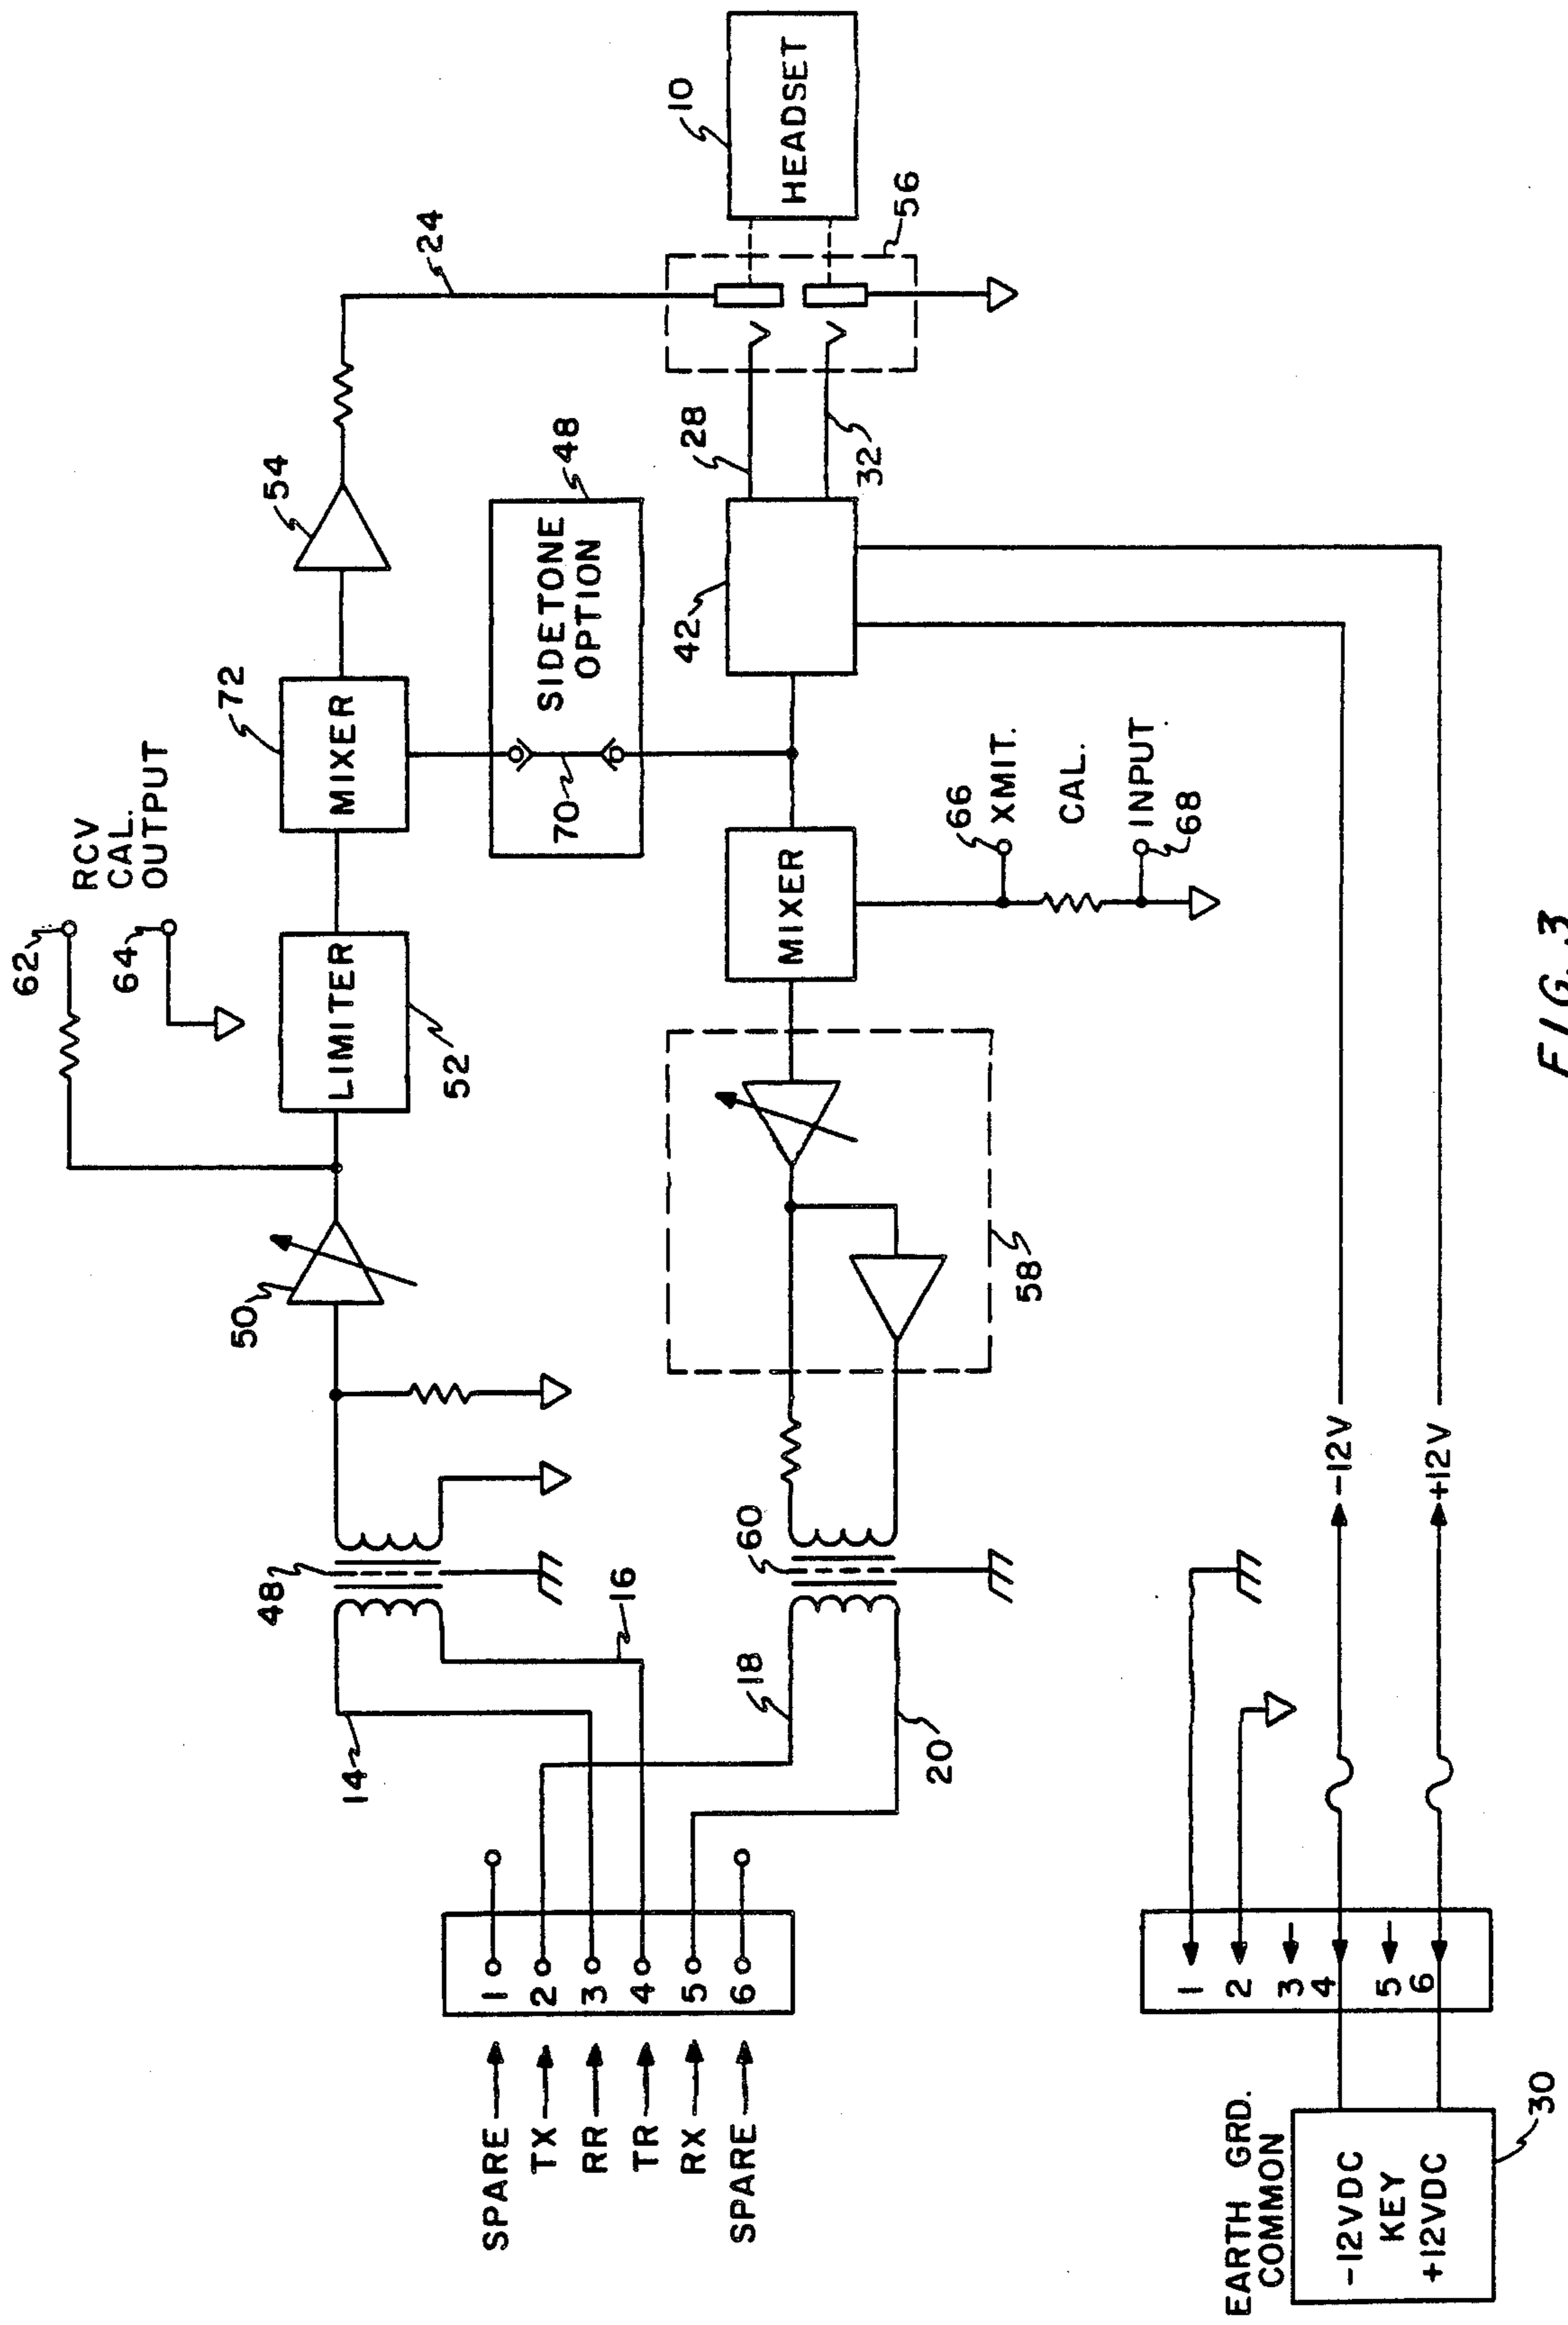 62
RCV
CAL.
OUTPUT
64
50
LIMITER
52
72
MIXER
54
24
48
14
16
SIDETONE
OPTION
48
70
10
HEADSET
56
28
32
42
MIXER
66
XMIT.
CAL.
INPUT
68
58
60
18
20
SPARE
TX
RR
TR
RX
SPARE
1
2
3
4
5
6
-12V
+12V
1
2
3
4
5
6
EARTH GRD.
COMMON
-12VDC
KEY
+12VDC
30
FIG. 3